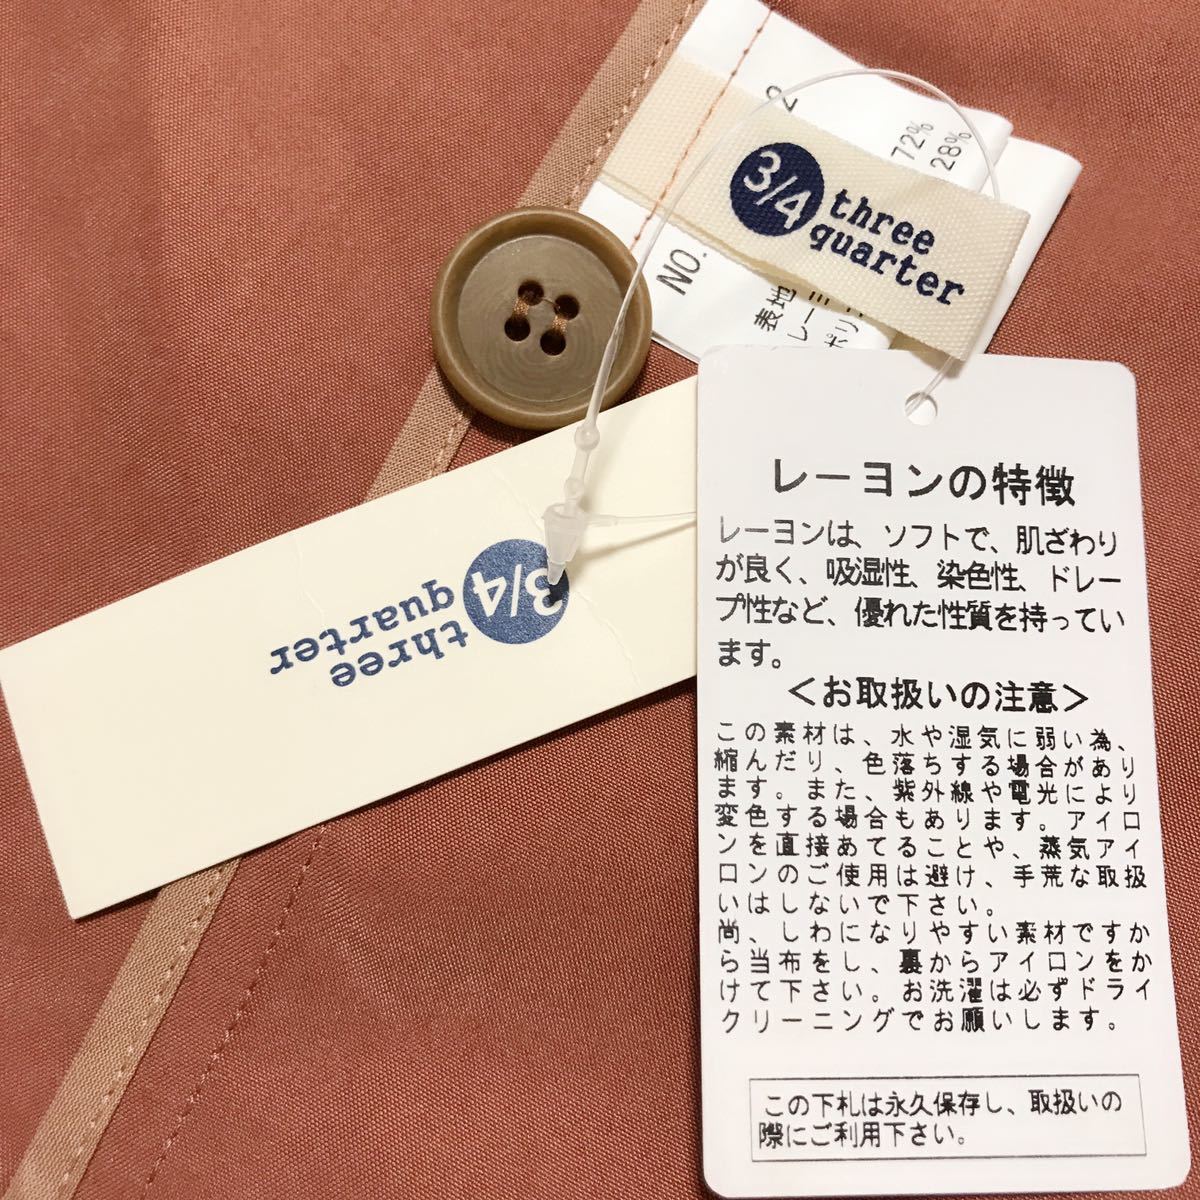 2
72%
28%
3/4 three
quarter
NO.
表地
レーヨ
ポリ
3/4 three
quarter
レーヨンの特徴
レーヨンは、ソフトで、肌ざわり
が良く、吸湿性、染色性、ドレー
プ性など、優れた性質を持ってい
ます。
＜お取扱いの注意＞
この素材は、水や湿気に弱い為、
縮んだり、色落ちする場合があり
ます。また、紫外線や電光により
変色する場合もあります。アイロ
ンを直接あてることや、蒸気アイ
ロンのご使用は避け、手荒な取扱
いはしないで下さい。
尚、しわになりやすい素材ですか
ら当布をし、裏からアイロンをか
けて下さい。お洗濯は必ずドライ
クリーニングでお願いします。
この下札は永久保存し、取扱いの
際にご利用下さい。